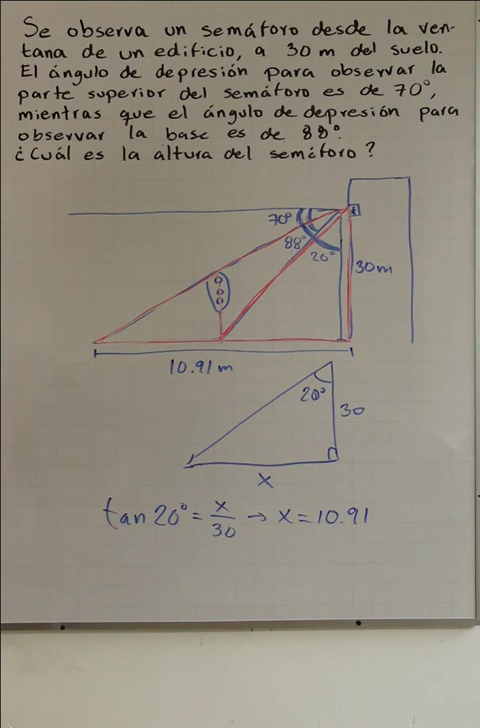 Se observa un semáforo desde la ven-
tana de un edificio, a 30 m del suelo.
El ángulo de depresión para observar la
parte superior del semáforo es de 70°,
mientras que el ángulo de depresión para
observar la base es de 88°.
¿Cuál es la altura del semáforo?
70°
88°
20°
30m
10.91 m
20°
30
x
tan 20° = x/30 → x = 10.91